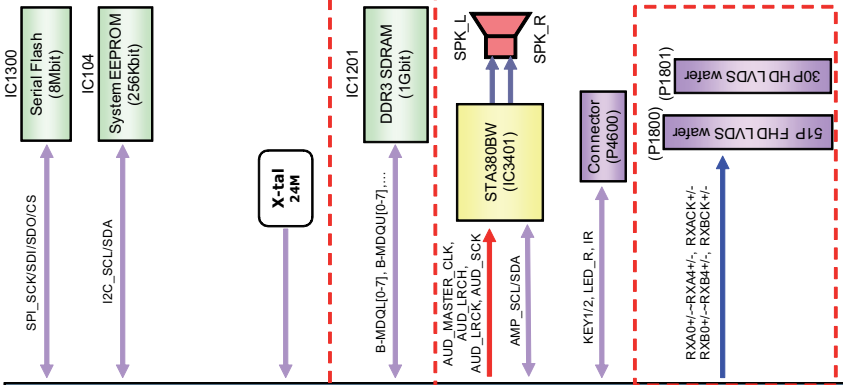 IC1300
Serial Flash
(8Mbit)
SPI_SCK/SDI/SDO/CS
IC104
System EEPROM
(256Kbit)
I2C_SCL/SDA
X-tal
24M
IC1201
DDR3 SDRAM
(1Gbit)
B-MDQL[0-7], B-MDQU[0-7],...
SPK_L
SPK_R
STA380BW
(IC3401)
AUD_MASTER_CLK,
AUD_LRCH,
AUD_LRCK, AUD_SCK
AMP_SCL/SDA
Connector
(P4600)
KEY1/2, LED_R, IR
(P1800)
51P FHD LVDS wafer
(P1801)
30P HD LVDS wafer
RXA0+/-~RXA4+/-, RXACK+/-
RXB0+/-~RXB4+/-, RXBCK+/-